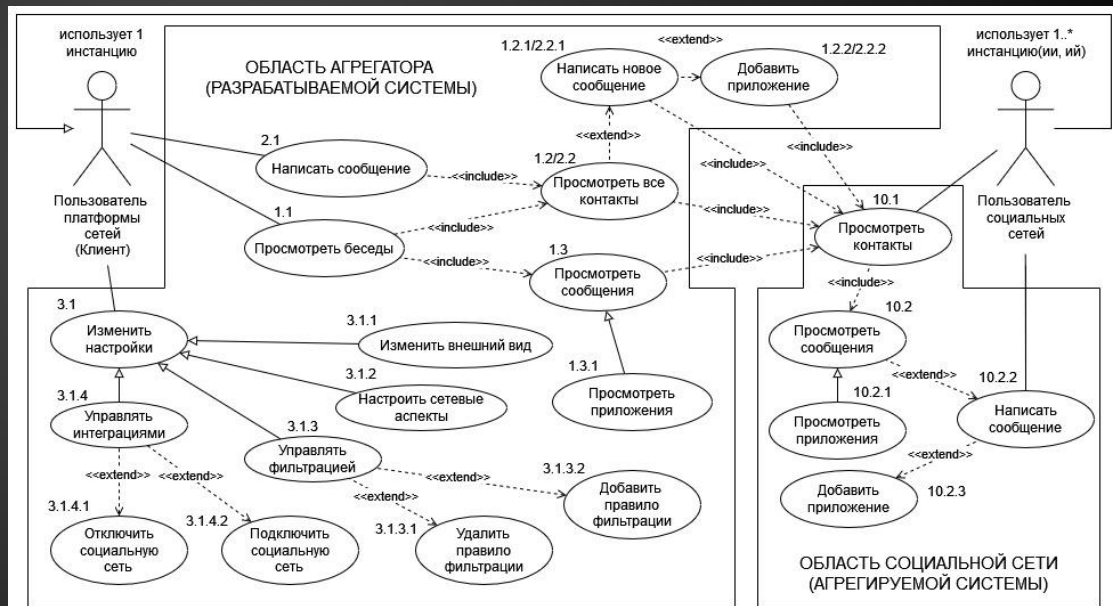 использует 1
инстанцию
ОБЛАСТЬ АГРЕГАТОРА
(РАЗРАБАТЫВАЕМОЙ СИСТЕМЫ)
1.2.1/2.2.1
<<extend>>
1.2.2/2.2.2
использует 1..*
инстанцию(ии, ий)
Написать новое
сообщение
Добавить
приложение
2.1
Написать сообщение
<<extend>>
1.2/2.2
<<include>>
<<include>>
<<include>>
Просмотреть все
контакты
Пользователь
платформы
сетей
(Клиент)
1.1
Просмотреть беседы
<<include>>
<<include>>
10.1
Просмотреть
контакты
Пользователь
социальных
сетей
<<include>>
1.3
Просмотреть
сообщения
<<include>>
<<include>>
3.1
Изменить
настройки
3.1.1
Изменить внешний вид
10.2
Просмотреть
сообщения
3.1.2
Настроить сетевые
аспекты
1.3.1
Просмотреть
приложения
<<extend>>
10.2.2
Написать
сообщение
10.2.1
Просмотреть
приложения
3.1.4
Управлять
интеграциями
3.1.3
Управлять
фильтрацией
<<extend>>
<<extend>>
<<extend>>
<<extend>>
3.1.3.2
Добавить
правило
фильтрации
<<extend>>
Добавить
приложение
10.2.3
3.1.4.1
Отключить
социальную
сеть
3.1.4.2
Подключить
социальную
сеть
3.1.3.1
Удалить
правило
фильтрации
ОБЛАСТЬ СОЦИАЛЬНОЙ СЕТИ
(АГРЕГИРУЕМОЙ СИСТЕМЫ)